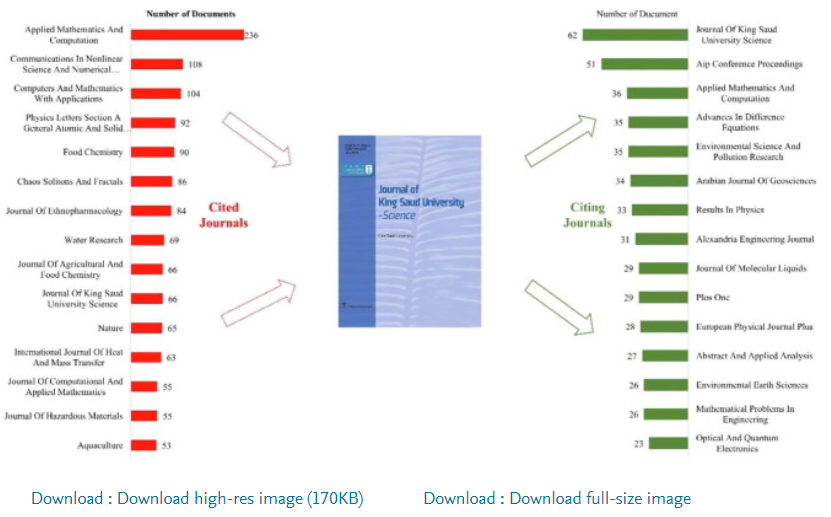 Number of Documents
Applied Mathematics And
Computation
236
Communications In Nonlinear
Science And Numerical...
108
Computers And Mathematics
With Applications
104
Physics Letters Section A
General Atomic And Solid...
92
Food Chemistry
90
Chaos Solitons And Fractals
86
Journal Of Ethnopharmacology
84
Water Research
69
Journal Of Agricultural And
Food Chemistry
66
Journal Of King Saud
University Science
66
Nature
65
International Journal Of Heat
And Mass Transfer
63
Journal Of Computational And
Applied Mathematics
55
Journal Of Hazardous Materials
55
Aquaculture
53
Cited
Journals
Journal of
King Saud University
-Science
Citing
Journals
Number of Ducument
62
Journal Of King Saud
University Science
51
Aip Conference Proceedings
36
Applied Mathematics And
Computation
35
Advances In Difference
Equations
35
Environmental Science And
Pollution Research
34
Arabian Journal Of Geosciences
33
Results In Physics
31
Alexandria Engineering Journal
29
Journal Of Molecular Liquids
29
Plos One
28
European Physical Journal Plus
27
Abstract And Applied Analysis
26
Environmental Earth Sciences
26
Mathematical Problems In
Engineering
23
Optical And Quantum
Electronics
Download : Download high-res image (170KB)
Download : Download full-size image